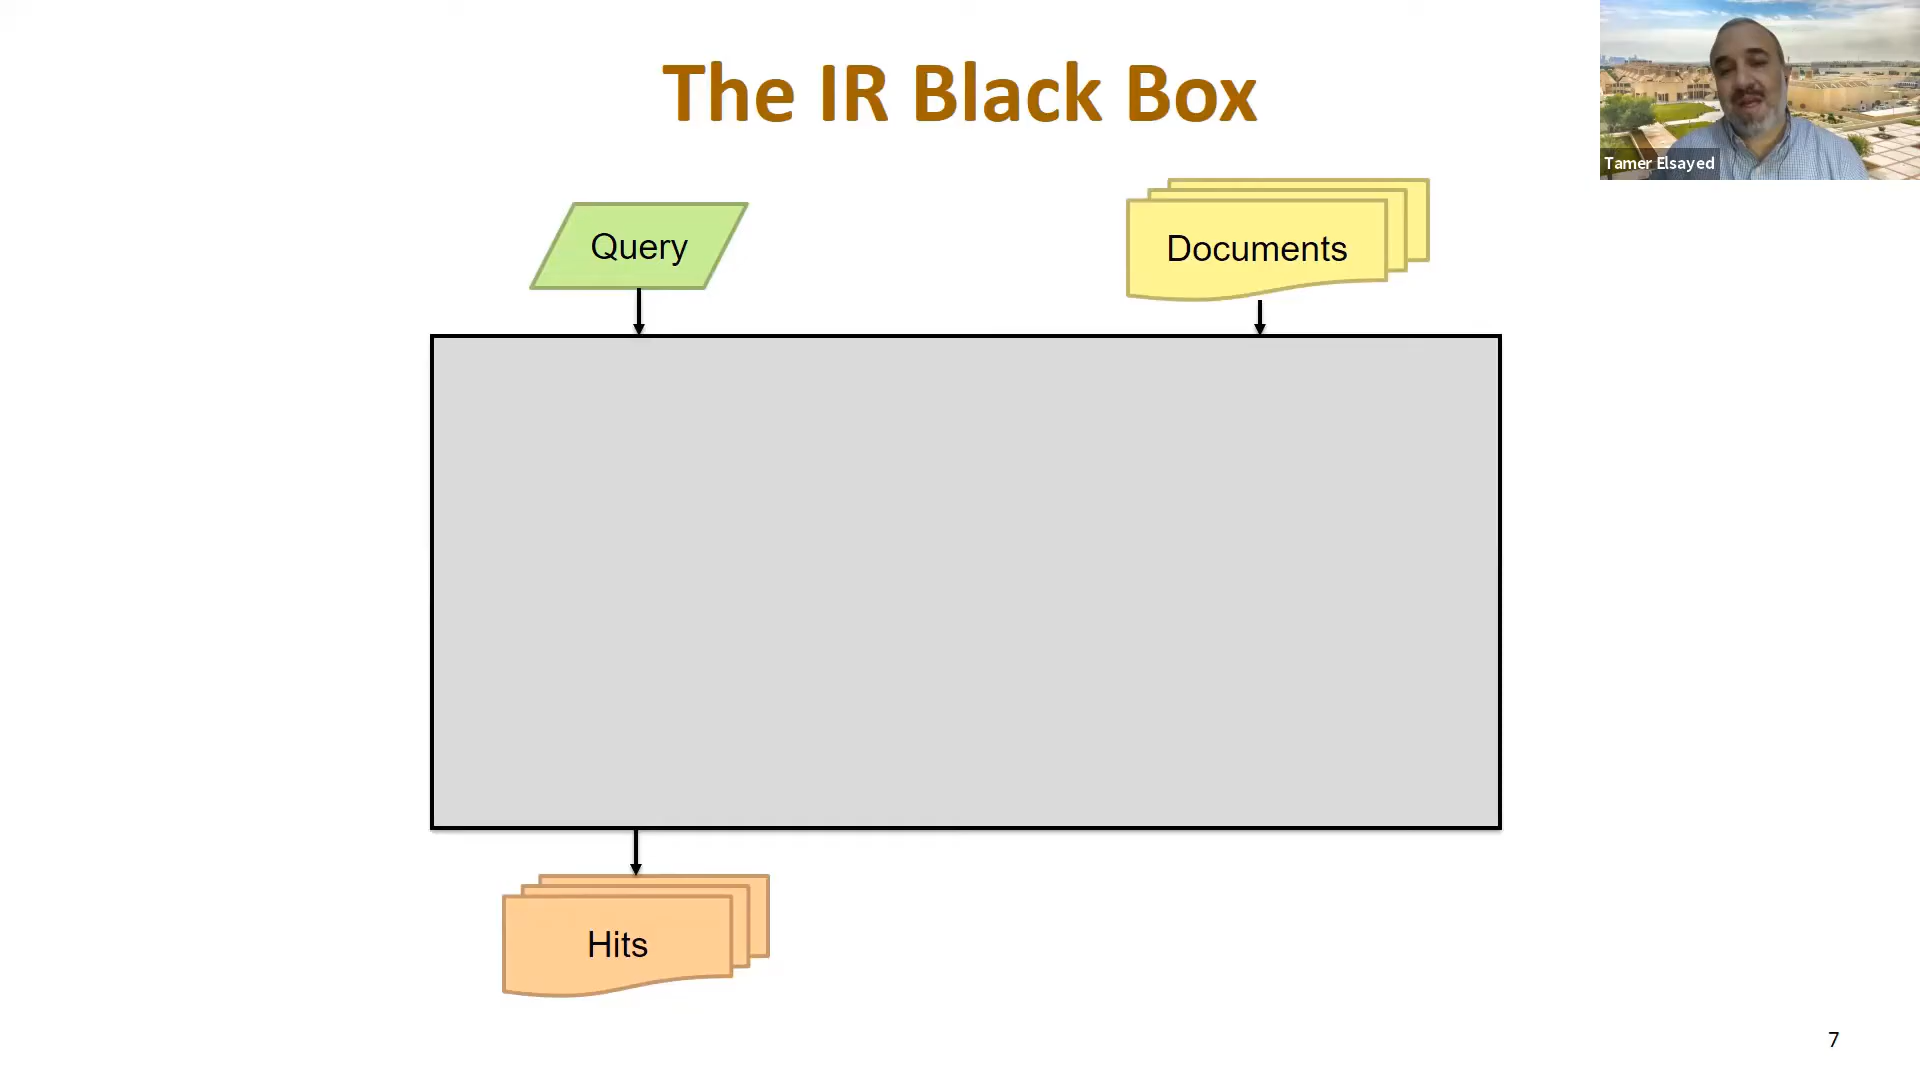 The IR Black Box
Tamer Elsayed
Query
Documents
Hits
7